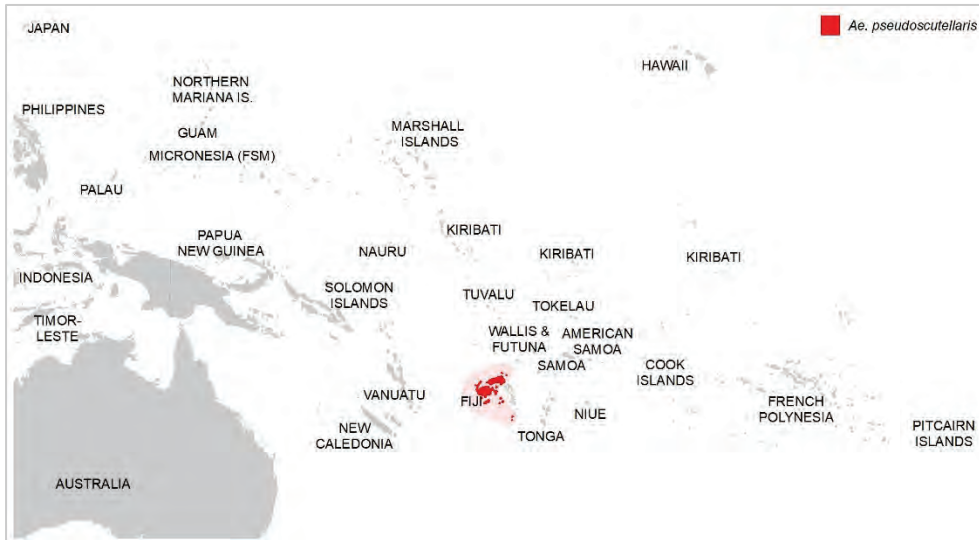 JAPAN
Ae. pseudoscutellaris
HAWAII
NORTHERN
MARIANA IS.
PHILIPPINES
GUAM
MARSHALL
ISLANDS
MICRONESIA (FSM)
PALAU
PAPUA
NEW GUINEA
NAURU
KIRIBATI
KIRIBATI
KIRIBATI
INDONESIA
SOLOMON
ISLANDS
TUVALU
TOKELAU
TIMOR-
LESTE
WALLIS &
FUTUNA
AMERICAN
SAMOA
SAMOA
COOK
ISLANDS
VANUATU
FIJI
NIUE
FRENCH
POLYNESIA
NEW
CALEDONIA
TONGA
PITCAIRN
ISLANDS
AUSTRALIA